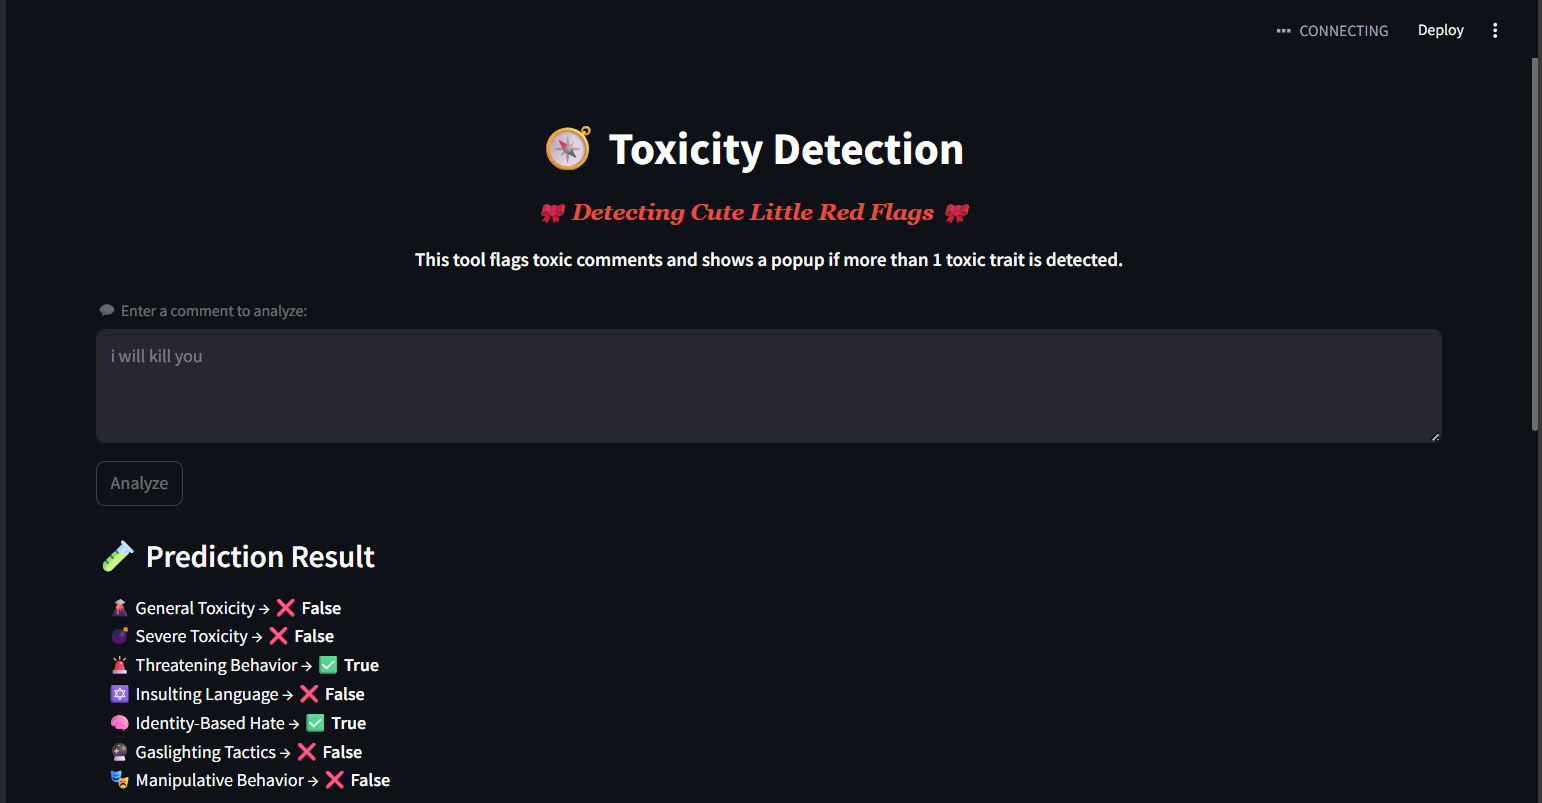 CONNECTING Deploy
Toxicity Detection
Detecting Cute Little Red Flags
This tool flags toxic comments and shows a popup if more than 1 toxic trait is detected.
Enter a comment to analyze:
i will kill you
Analyze
Prediction Result
General Toxicity → ❌ False
Severe Toxicity → ❌ False
Threatening Behavior → ✅ True
Insulting Language → ❌ False
Identity-Based Hate → ✅ True
Gaslighting Tactics → ❌ False
Manipulative Behavior → ❌ False